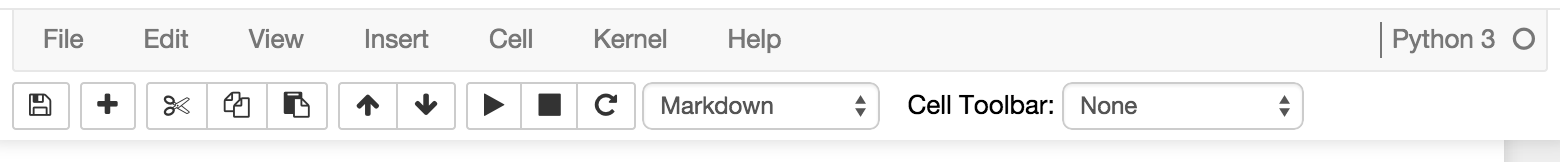 File Edit View Insert Cell Kernel Help Python 3
Markdown Cell Toolbar: None